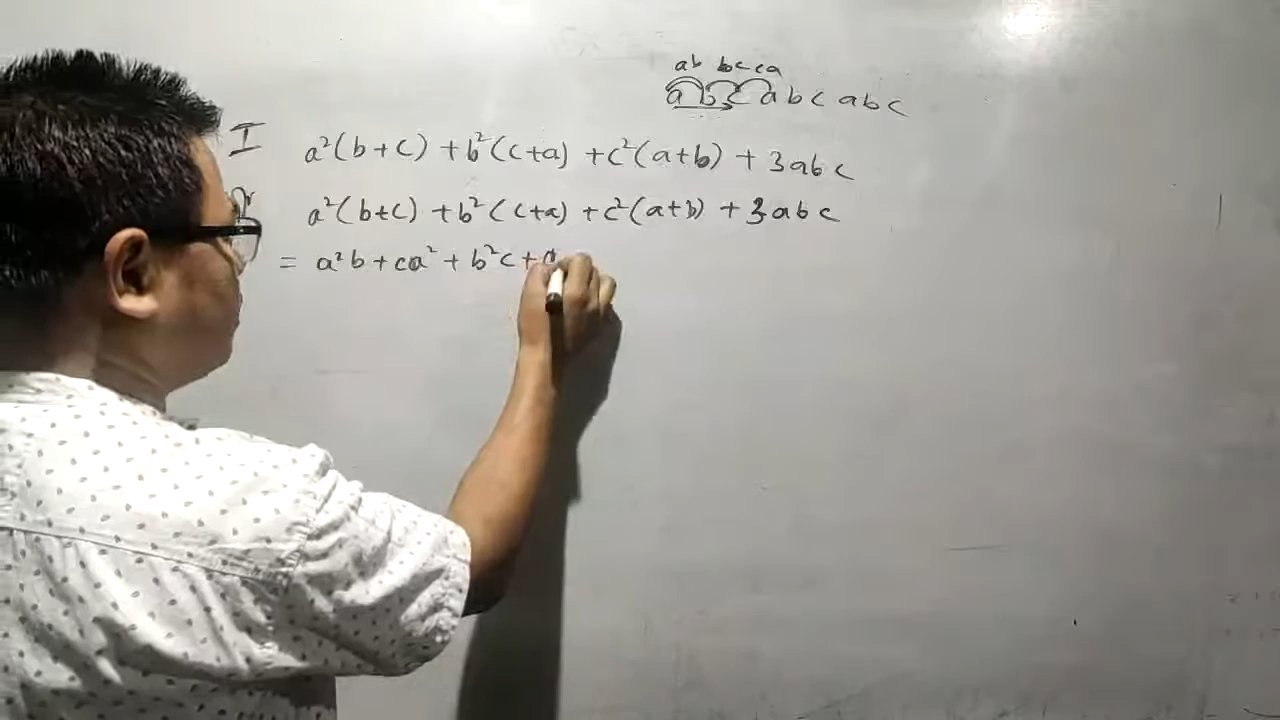 ab bc ca
a b c a b c a b c
I a²(b+c) + b²(c+a) + c²(a+b) + 3abc
a²(b+c) + b²(c+a) + c²(a+b) + 3abc
= a²b + ca² + b²c + a